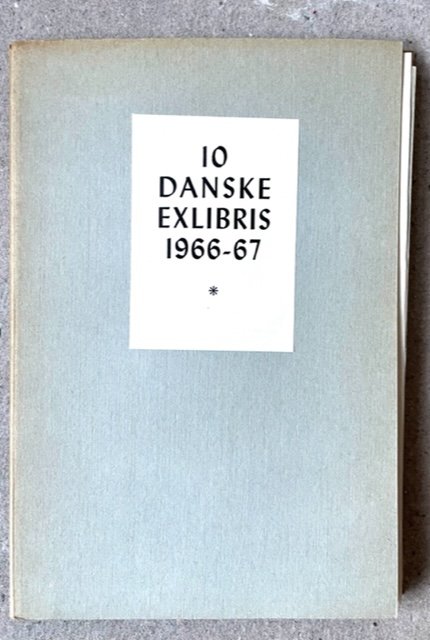 10
DANSKE
EXLIBRIS
1966-67
*